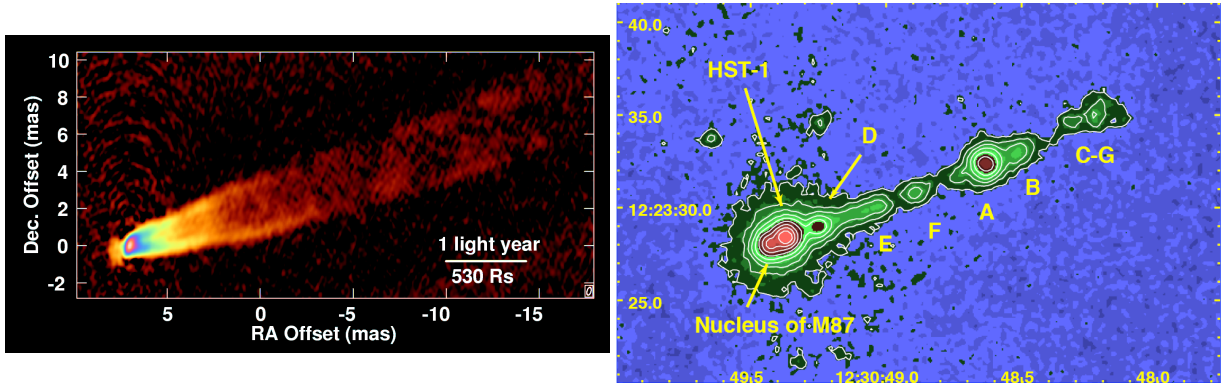 10
8
6
4
2
0
-2
Dec. Offset (mas)
1 light year
530 Rs
5
0
-5
-10
-15
RA Offset (mas)
40.0
35.0
12:23:30.0
25.0
HST-1
D
C-G
B
A
F
E
Nucleus of M87
49.5
12:30:49.0
48.5
48.0